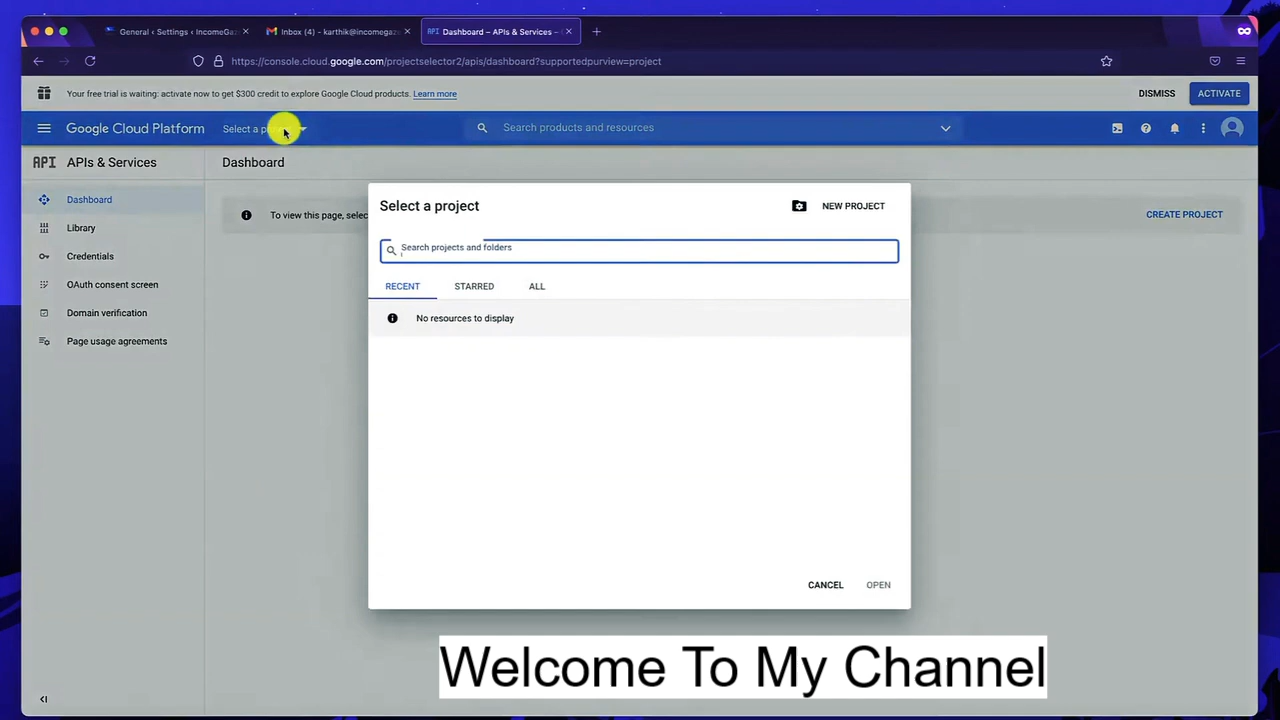 General ‹ Settings ‹ IncomeGaz
Inbox (4) - karthik@incomegaze
API Dashboard – APIs & Services –
https://console.cloud.google.com/projectselector2/apis/dashboard?supportedpurview=project
Your free trial is waiting: activate now to get $300 credit to explore Google Cloud products. Learn more
DISMISS
ACTIVATE
Google Cloud Platform
Select a
Search products and resources
API APIs & Services
Dashboard
Dashboard
To view this page, selec
CREATE PROJECT
Library
Credentials
OAuth consent screen
Domain verification
Page usage agreements
Select a project
NEW PROJECT
Search projects and folders
RECENT
STARRED
ALL
No resources to display
CANCEL
OPEN
Welcome To My Channel